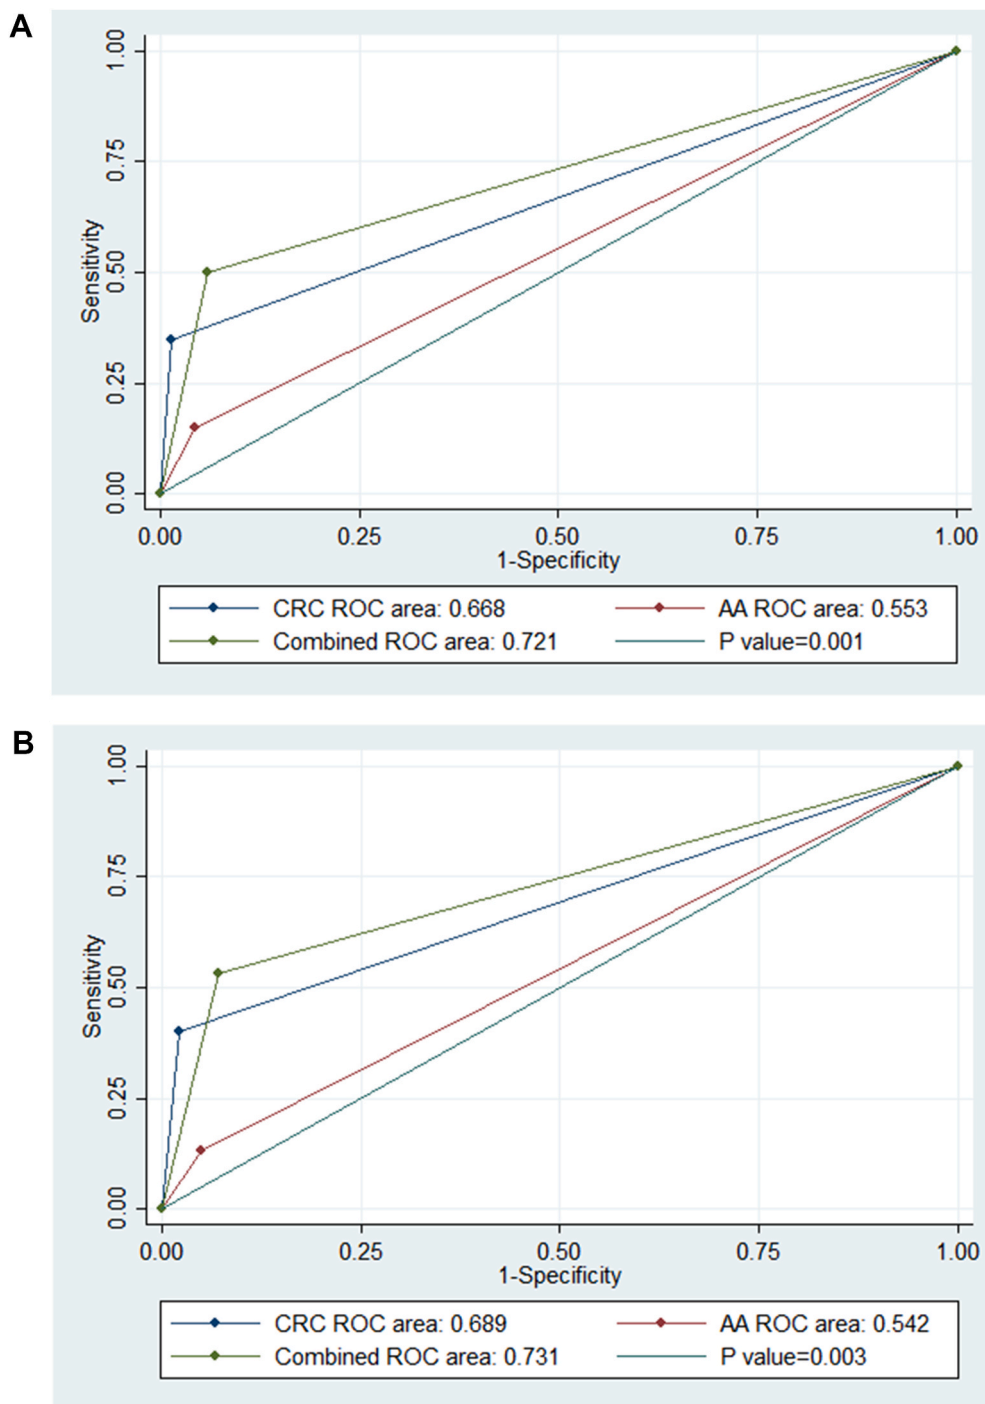 A
1.00
0.75
0.50
0.25
0.00
Sensitivity
0.00 0.25 0.50 0.75 1.00
1-Specificity
CRC ROC area: 0.668 AA ROC area: 0.553
Combined ROC area: 0.721 P value=0.001
B
1.00
0.75
0.50
0.25
0.00
Sensitivity
0.00 0.25 0.50 0.75 1.00
1-Specificity
CRC ROC area: 0.689 AA ROC area: 0.542
Combined ROC area: 0.731 P value=0.003